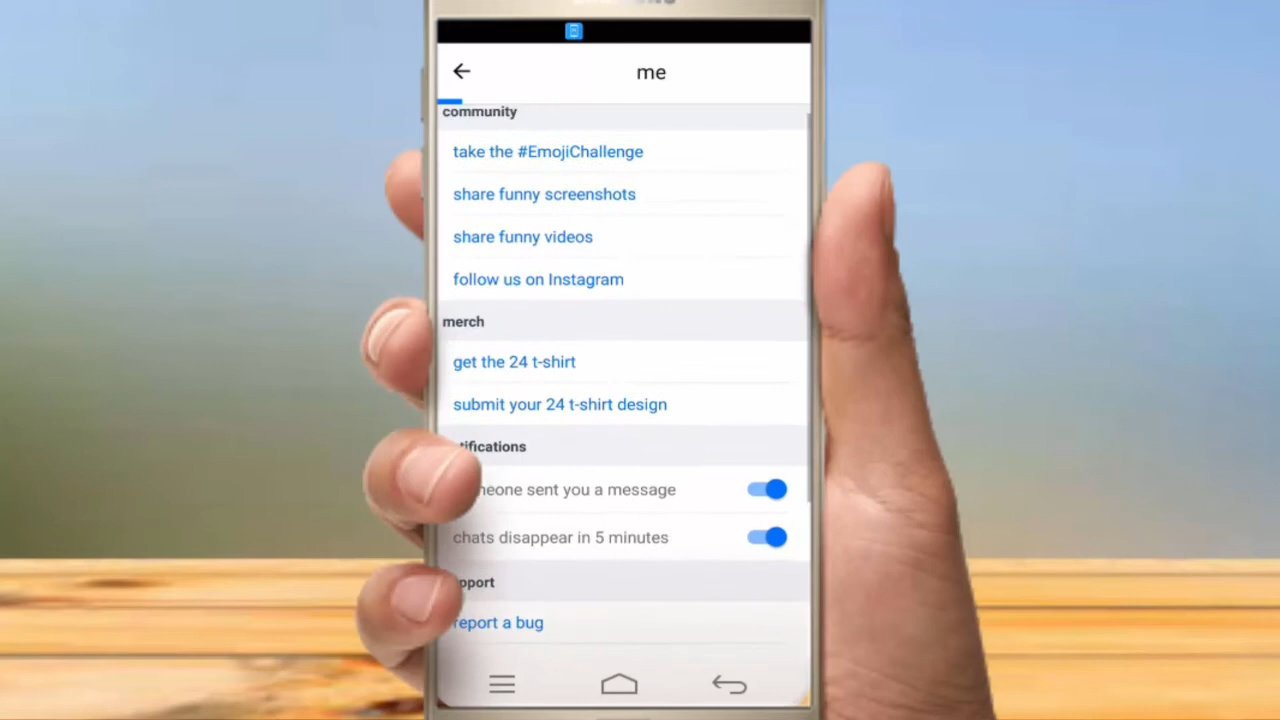 me
community
take the #EmojiChallenge
share funny screenshots
share funny videos
follow us on Instagram
merch
get the 24 t-shirt
submit your 24 t-shirt design
tifications
eone sent you a message
chats disappear in 5 minutes
pport
report a bug